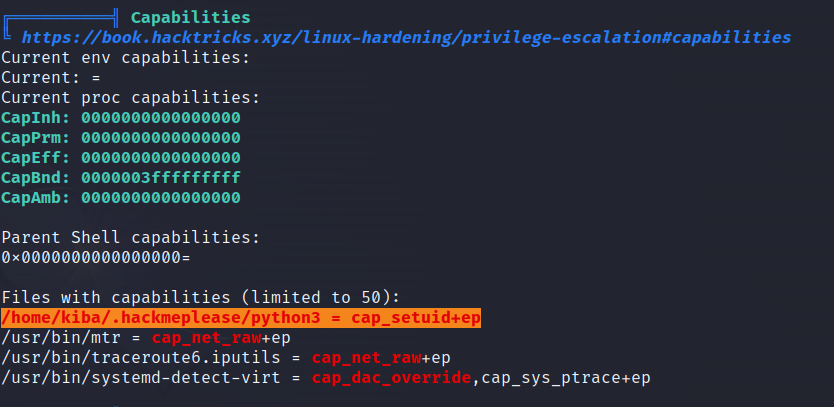 ╔══════════╣ Capabilities
╚ https://book.hacktricks.xyz/linux-hardening/privilege-escalation#capabilities
Current env capabilities:
Current: =
Current proc capabilities:
CapInh: 0000000000000000
CapPrm: 0000000000000000
CapEff: 0000000000000000
CapBnd: 0000003fffffffff
CapAmb: 0000000000000000
Parent Shell capabilities:
0×0000000000000000=
Files with capabilities (limited to 50):
/home/kiba/.hackmeplease/python3 = cap_setuid+ep
/usr/bin/mtr = cap_net_raw+ep
/usr/bin/traceroute6.iputils = cap_net_raw+ep
/usr/bin/systemd-detect-virt = cap_dac_override,cap_sys_ptrace+ep